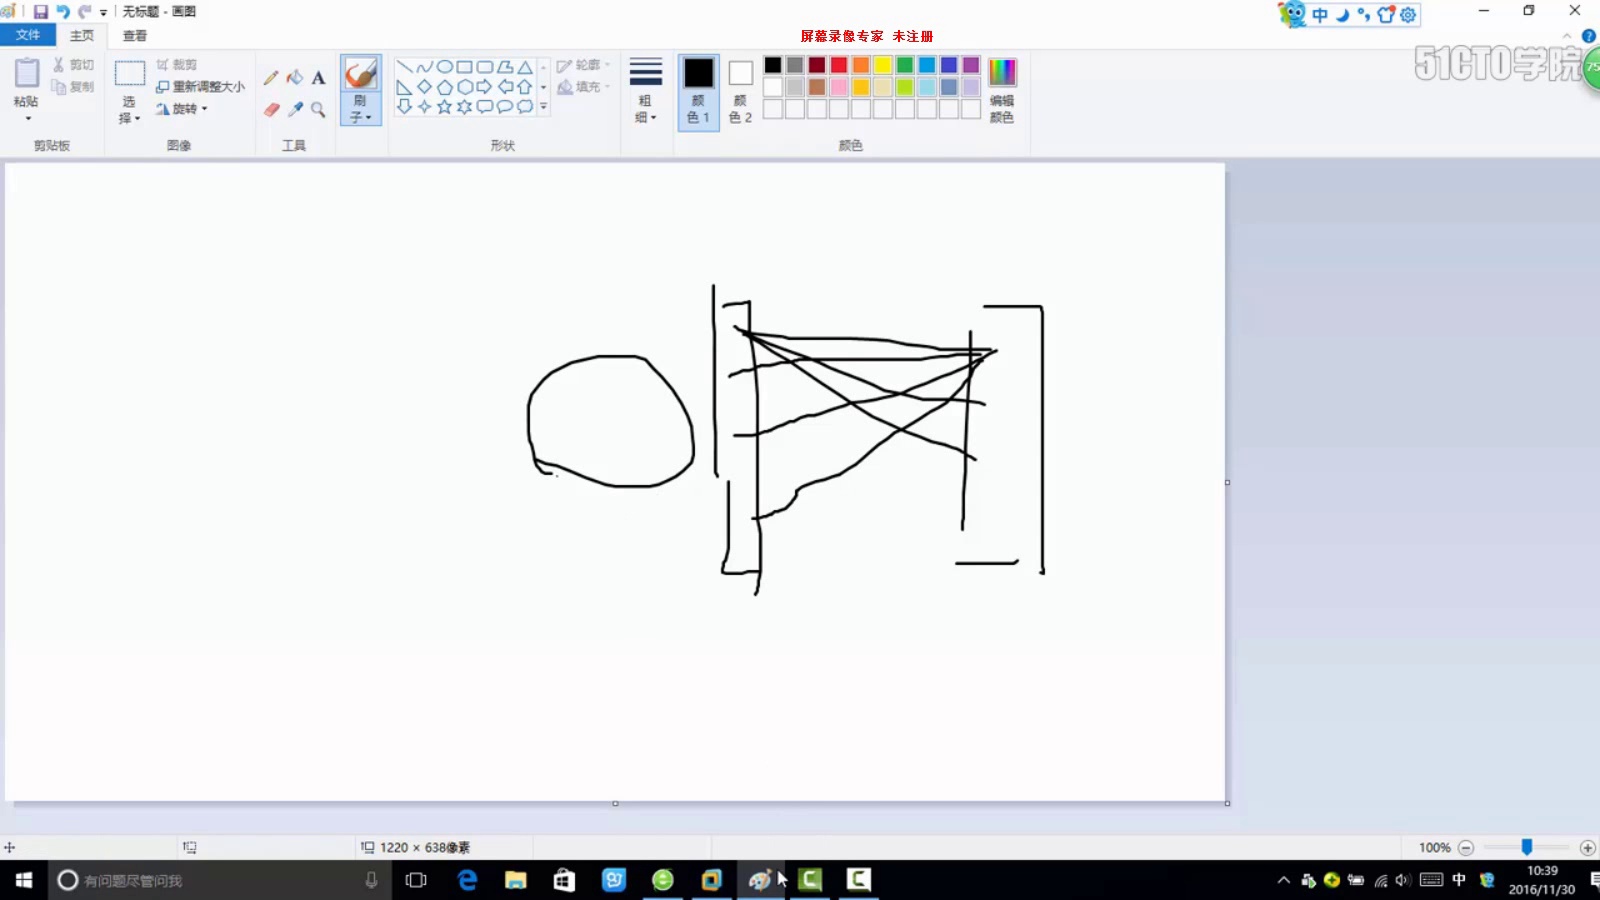 无标题 - 画图
中
文件
主页
查看
屏幕录像专家 未注册
51CTO学院
75
粘贴
剪切
复制
剪贴板
选择
裁剪
重新调整大小
旋转
图像
A
工具
刷子
轮廓
填充
形状
粗细
颜色 1
颜色 2
编辑颜色
颜色
1220 × 638像素
100%
有问题尽管问我
中
10:39
2016/11/30